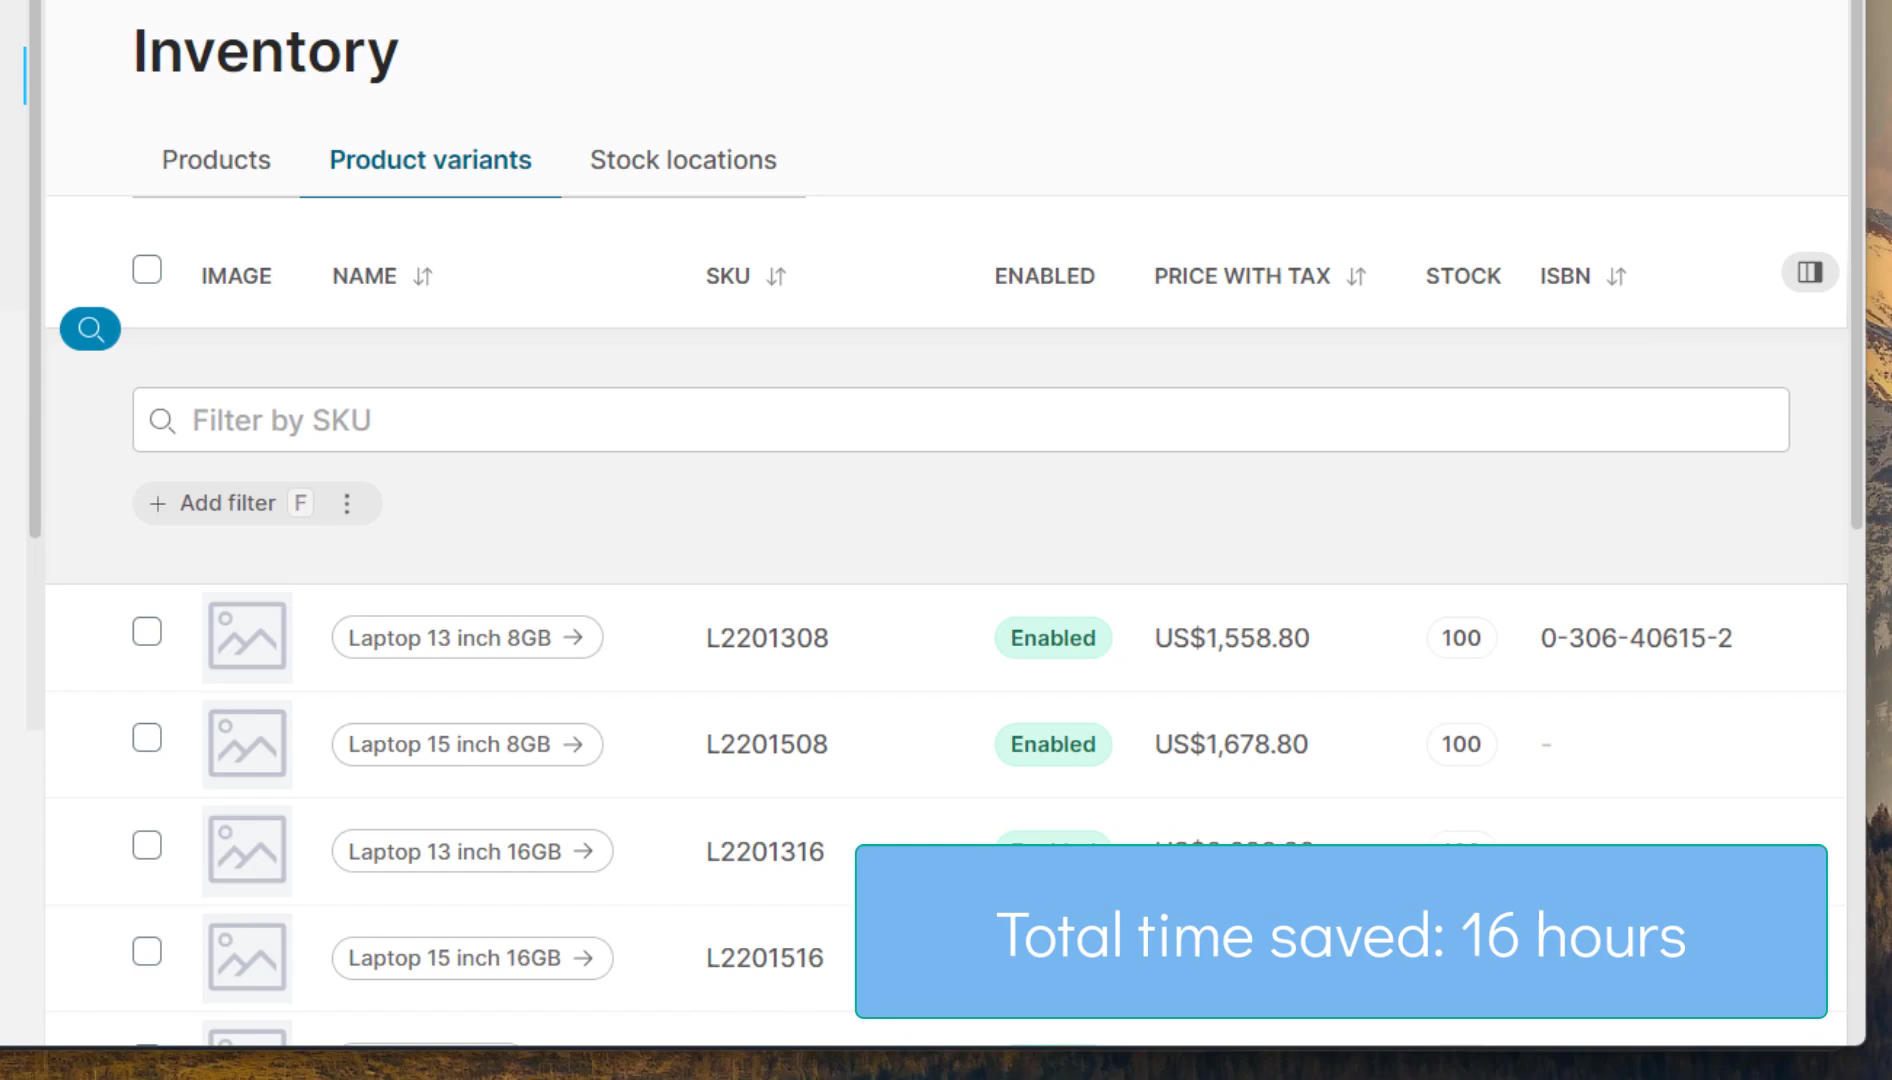 Inventory
Products Product variants Stock locations
IMAGE NAME SKU ENABLED PRICE WITH TAX STOCK ISBN
Filter by SKU
+ Add filter F
Laptop 13 inch 8GB → L2201308 Enabled US$1,558.80 100 0-306-40615-2
Laptop 15 inch 8GB → L2201508 Enabled US$1,678.80 100 -
Laptop 13 inch 16GB → L2201316
Laptop 15 inch 16GB → L2201516
Total time saved: 16 hours